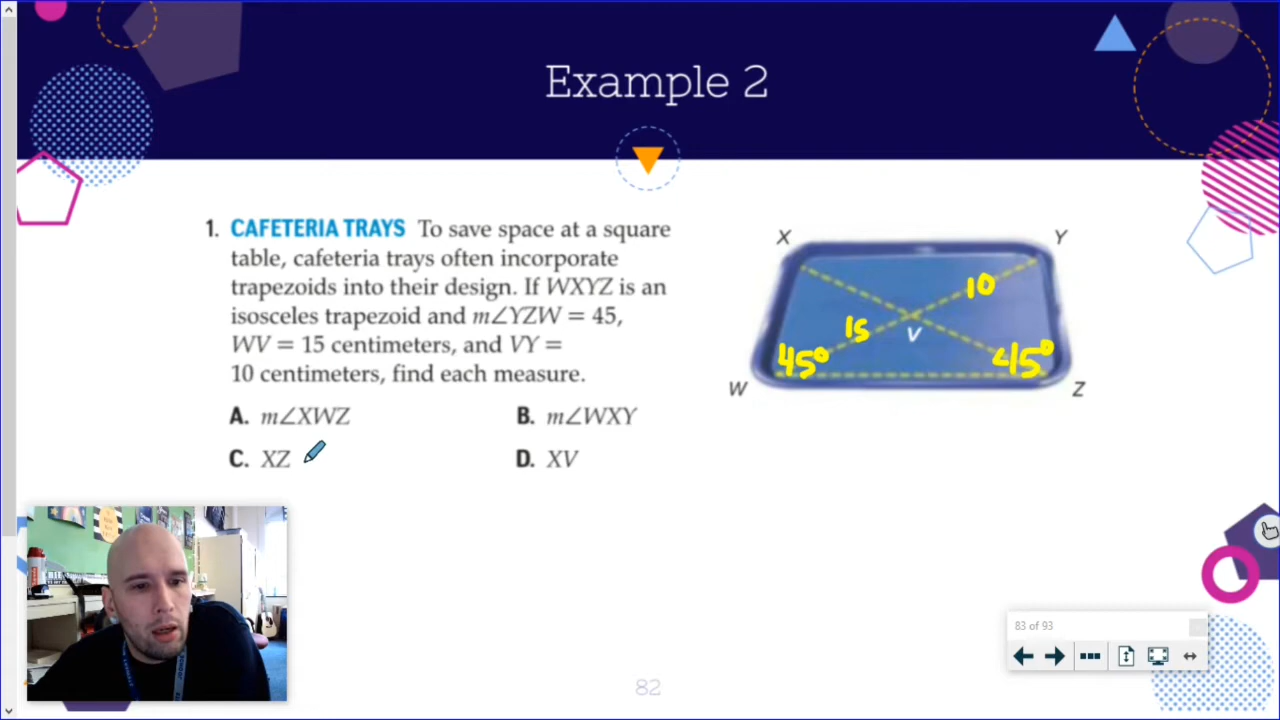 Example 2
1. CAFETERIA TRAYS To save space at a square
table, cafeteria trays often incorporate
trapezoids into their design. If WXYZ is an
isosceles trapezoid and m∠YZW = 45,
WV = 15 centimeters, and VY =
10 centimeters, find each measure.
A. m∠XWZ
B. m∠WXY
C. XZ
D. XV
X
Y
10
15
V
45°
45°
W
Z
83 of 93
82